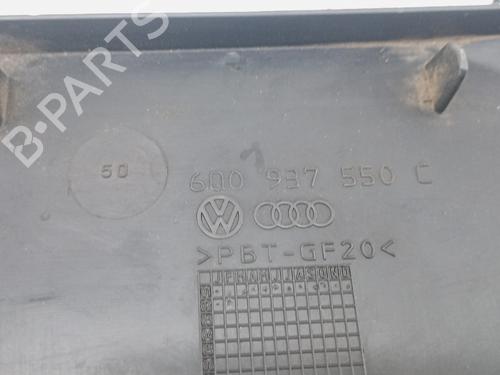 B-PARTS
50
6Q0 937 550 C
>PBT-GF20<
J F M A M J J A S O N D